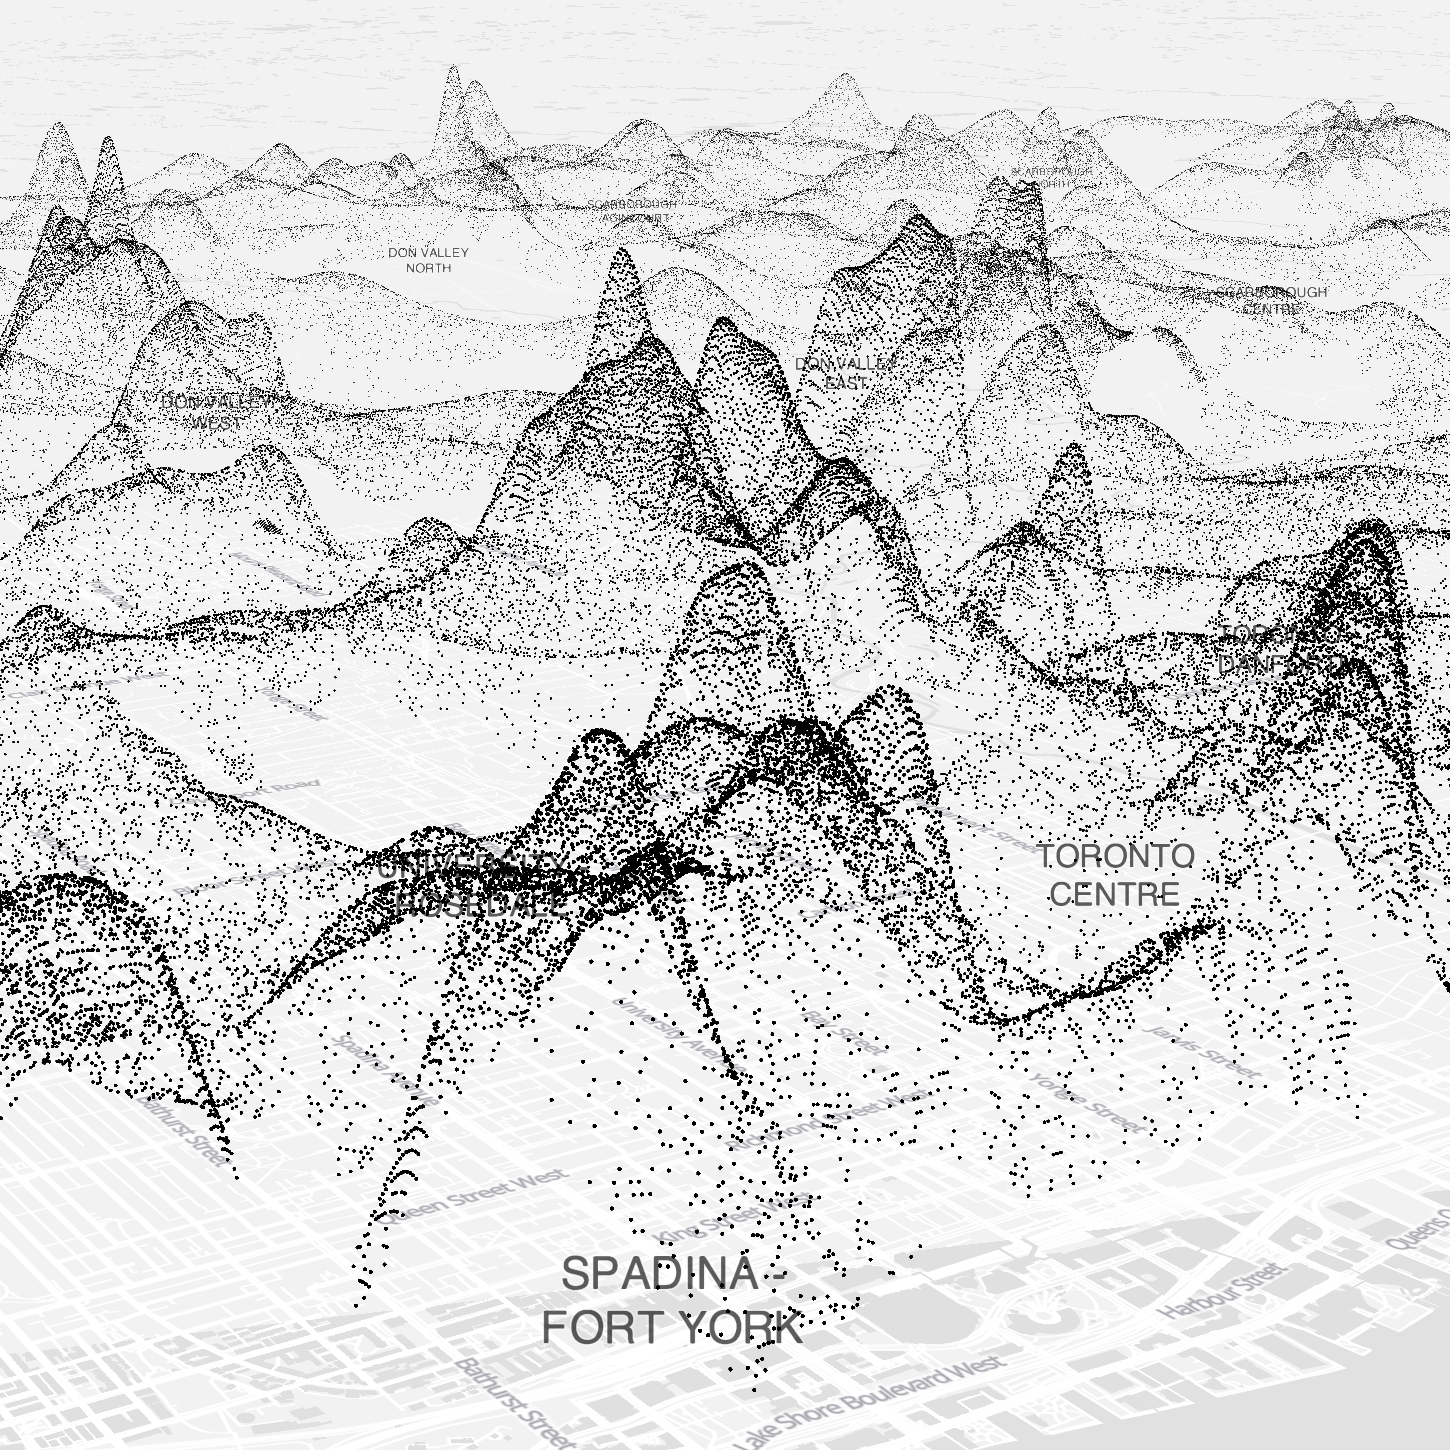 SCARBOROUGH
NORTH
SCARBOROUGH
AGINCOURT
DON VALLEY
NORTH
SCARBOROUGH
CENTRE
DON VALLEY
EAST
DON VALLEY
WEST
TORONTO
DANFORTH
Road
UNIVERSITY
ROSEDALE
TORONTO
CENTRE
University Avenue
Bay Street
Jarvis Street
Spadina Avenue
Yonge Street
Bathurst Street
Richmond Street West
Queen Street West
King Street West
Queens
SPADINA -
FORT YORK
Harbour Street
Bathurst Street
Lake Shore Boulevard West